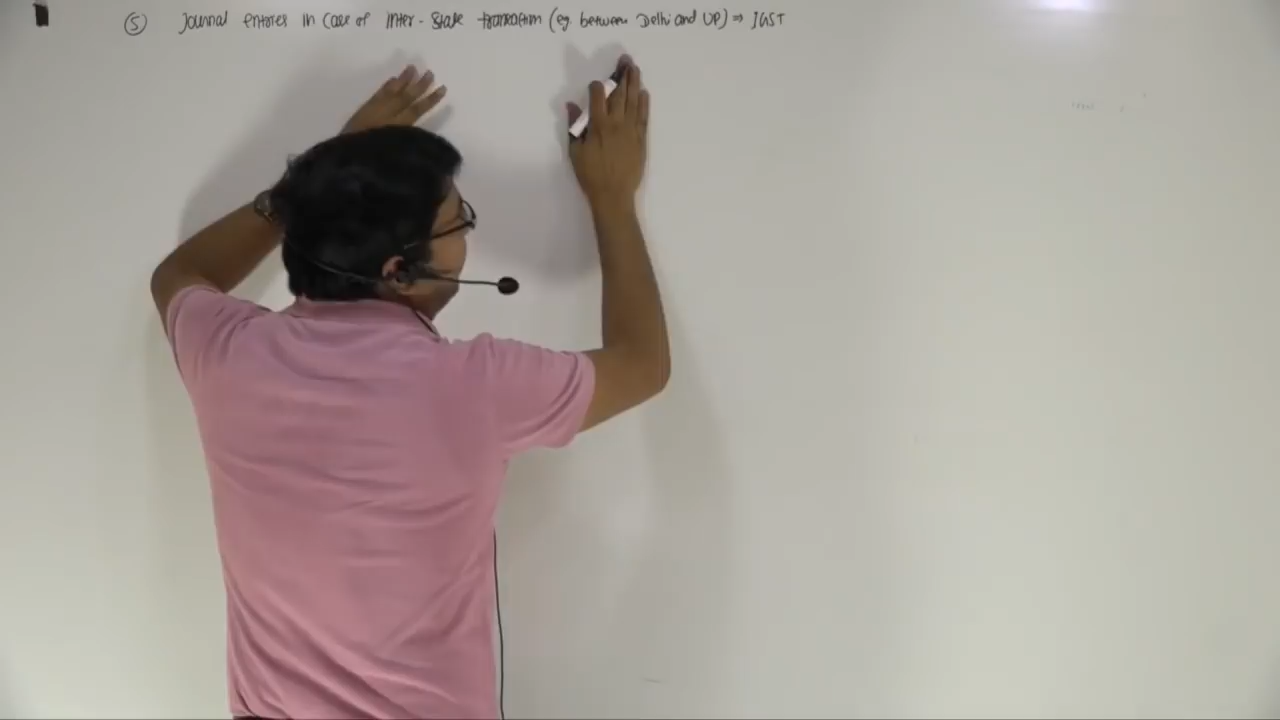 ⑤ Journal entries in case of inter-state transaction (eg. between Delhi and UP) ⇒ IGST